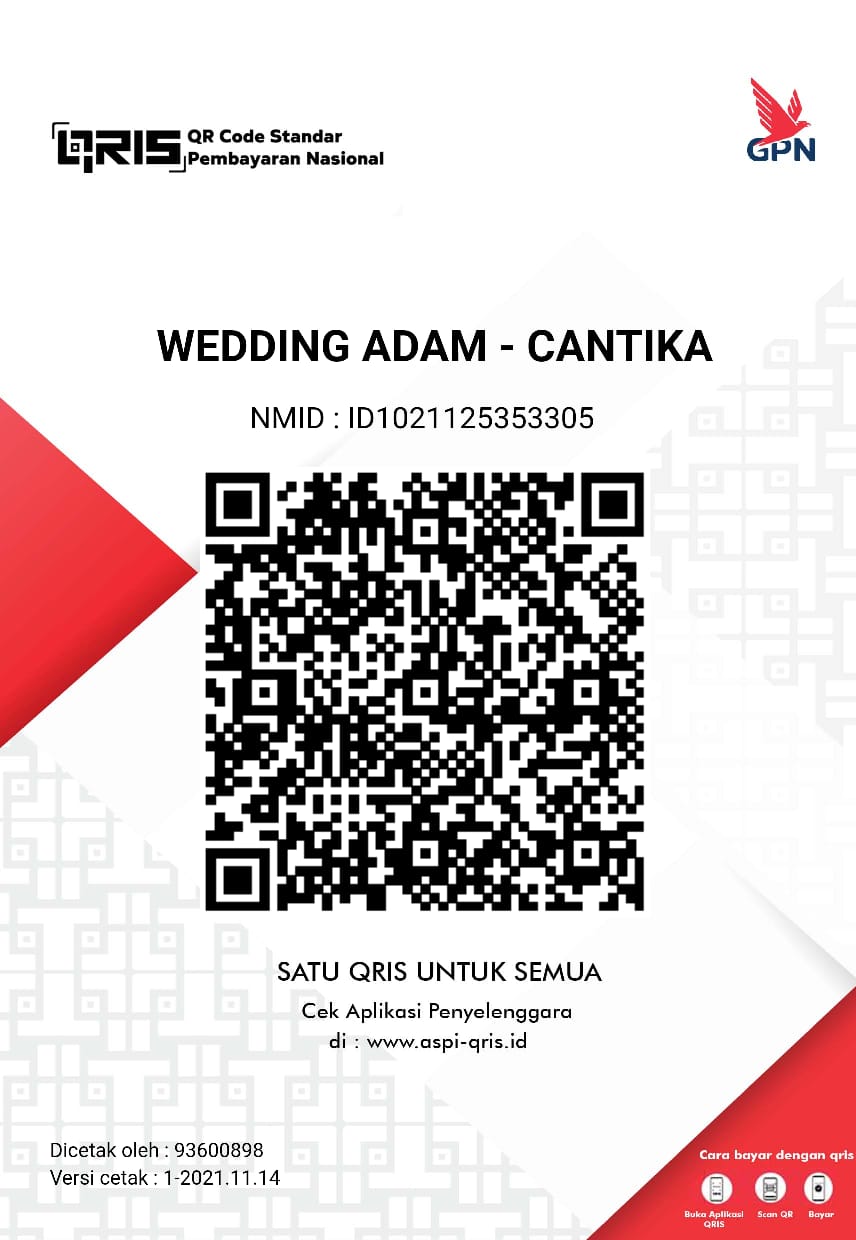 QRIS QR Code Standar
Pembayaran Nasional
GPN
WEDDING ADAM - CANTIKA
NMID : ID1021125353305
SATU QRIS UNTUK SEMUA
Cek Aplikasi Penyelenggara
di : www.aspi-qris.id
Dicetak oleh : 93600898
Versi cetak : 1-2021.11.14
Cara bayar dengan qris
Buka Aplikasi
QRIS
Scan QR
Bayar